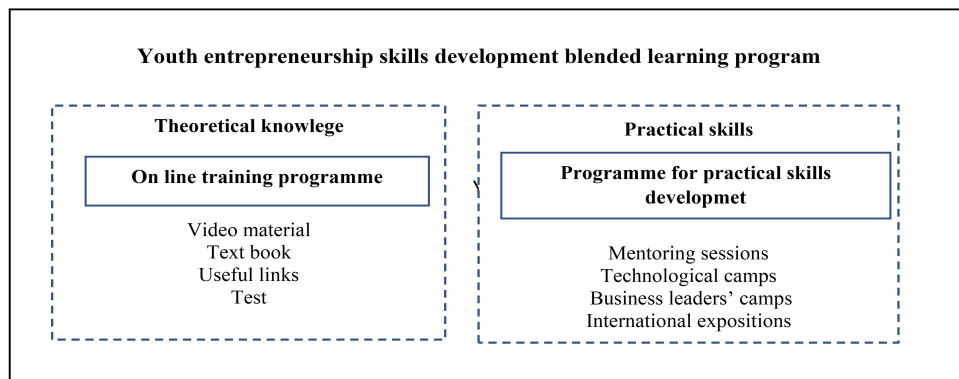 Youth entrepreneurship skills development blended learning program
Theoretical knowlege
On line training programme
Video material
Text book
Useful links
Test
Practical skills
Programme for practical skills
developmet
Mentoring sessions
Technological camps
Business leaders’ camps
International expositions